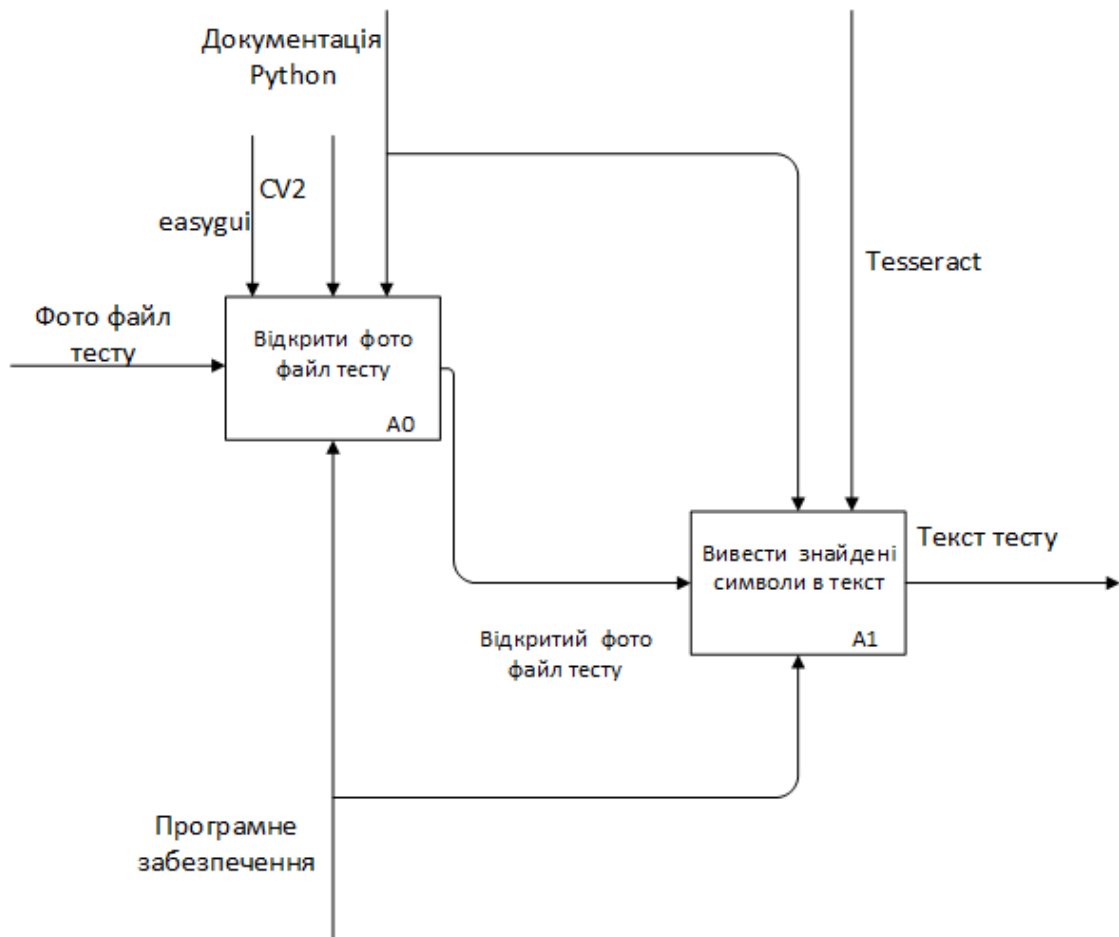 Документація
Python
CV2
easygui
Tesseract
Фото файл
тесту
Відкрити фото
файл тесту
A0
Вивести знайдені
символи в текст
A1
Текст тесту
Відкритий фото
файл тесту
Програмне
забезпечення